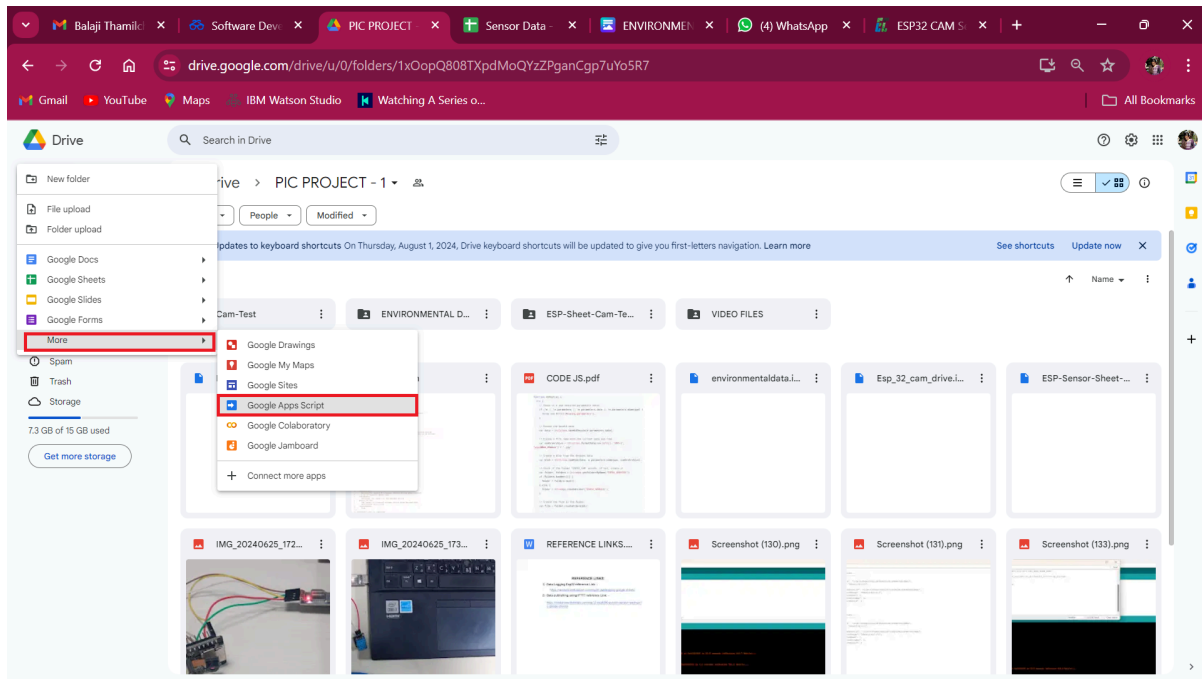 Balaji Thamilch
Software Deve
PIC PROJECT -
Sensor Data -
ENVIRONMEN
(4) WhatsApp
ESP32 CAM Se
drive.google.com/drive/u/0/folders/1xOopQ808TXpdMoQYzZPganCgp7uYo5R7
Gmail
YouTube
Maps
IBM Watson Studio
Watching A Series o...
All Bookmarks
Drive
Search in Drive
New folder
File upload
Folder upload
Google Docs
Google Sheets
Google Slides
Google Forms
More
Spam
Trash
Storage
7.3 GB of 15 GB used
Get more storage
rive > PIC PROJECT - 1
People
Modified
pdates to keyboard shortcuts On Thursday, August 1, 2024, Drive keyboard shortcuts will be updated to give you first-letters navigation. Learn more
See shortcuts
Update now
Name
Cam-Test
ENVIRONMENTAL D...
ESP-Sheet-Cam-Te...
VIDEO FILES
Google Drawings
Google My Maps
Google Sites
Google Apps Script
Google Colaboratory
Google Jamboard
Connect more apps
CODE JS.pdf
environmentaldata.i...
Esp_32_cam_drive.i...
ESP-Sensor-Sheet-...
IMG_20240625_172...
IMG_20240625_173...
REFERENCE LINKS....
Screenshot (130).png
Screenshot (131).png
Screenshot (133).png
REFERENCE LINKS